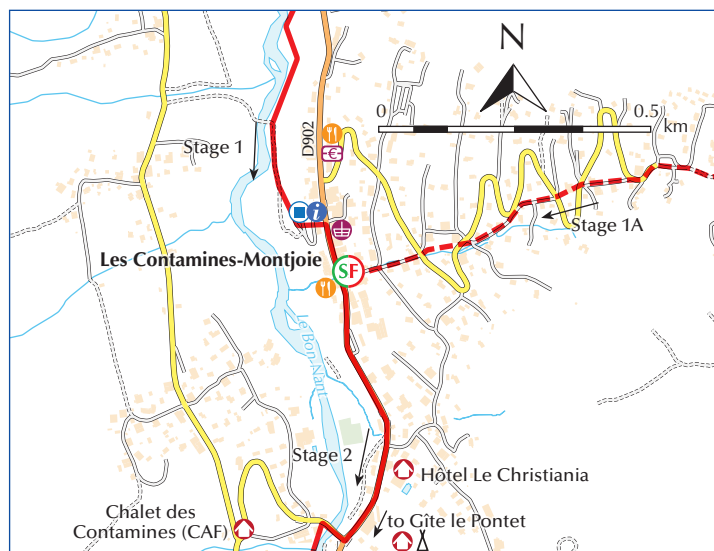 N
0
0.5
km
D902
€
Stage 1
i
Stage 1A
Les Contamines-Montjoie
SF
Le Bon Nant
Stage 2
Hôtel Le Christiania
Chalet des
Contamines (CAF)
to Gîte le Pontet